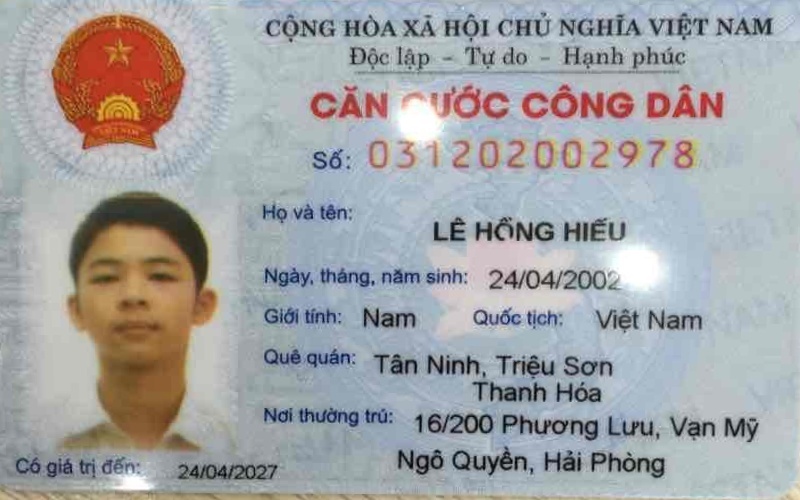 CỘNG HÒA XÃ HỘI CHỦ NGHĨA VIỆT NAM
Độc lập - Tự do - Hạnh phúc
CĂN CƯỚC CÔNG DÂN
Số: 031202002978
Họ và tên:
LÊ HỒNG HIẾU
Ngày, tháng, năm sinh: 24/04/2002
Giới tính: Nam Quốc tịch: Việt Nam
Quê quán: Tân Ninh, Triệu Sơn
Thanh Hóa
Nơi thường trú: 16/200 Phương Lưu, Vạn Mỹ
Ngô Quyền, Hải Phòng
Có giá trị đến: 24/04/2027